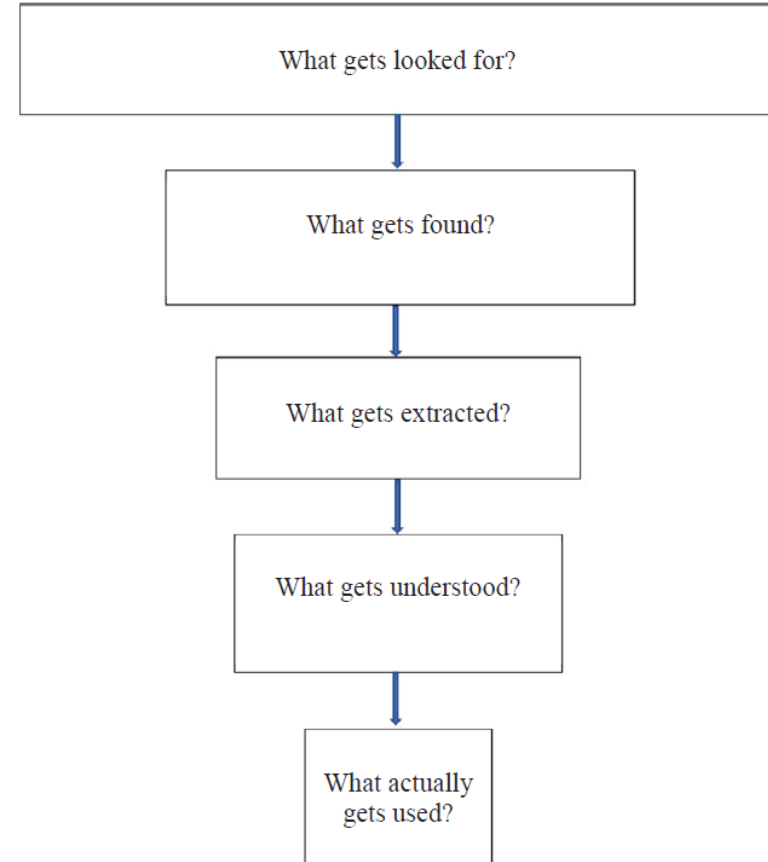 What gets looked for?
What gets found?
What gets extracted?
What gets understood?
What actually
gets used?